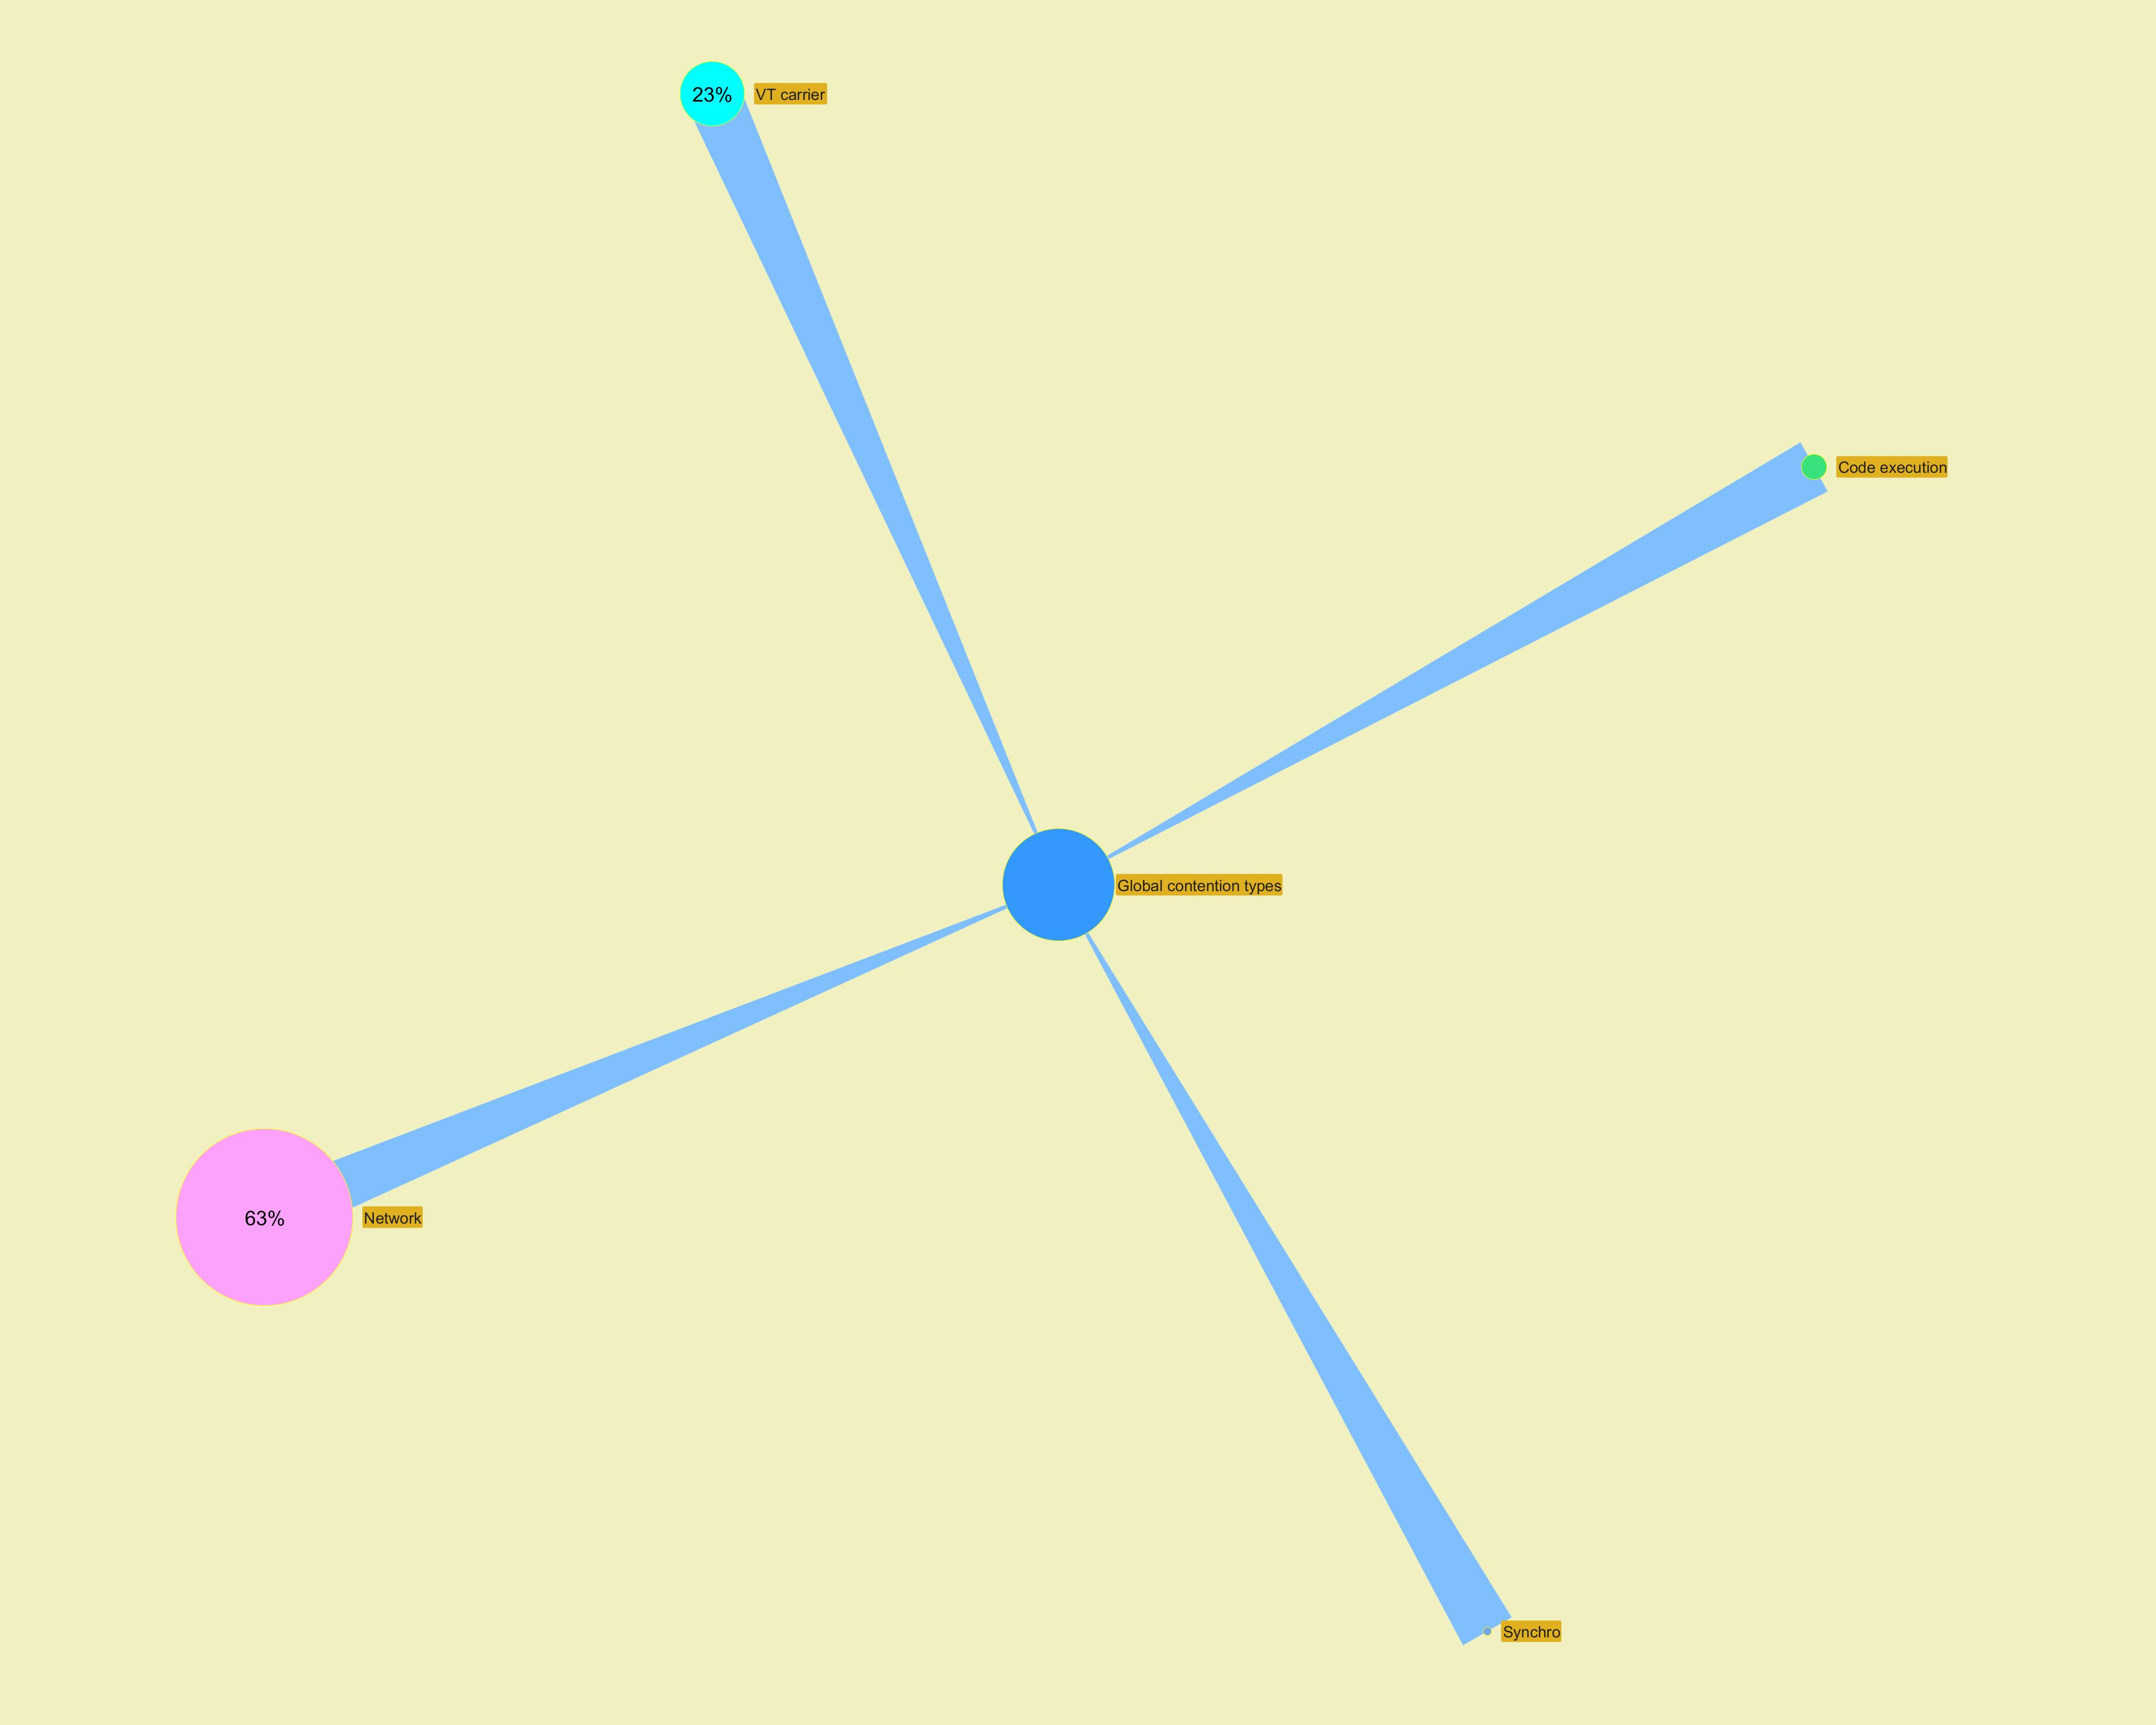 23%
VT carrier
Code execution
Global contention types
63%
Network
Synchro